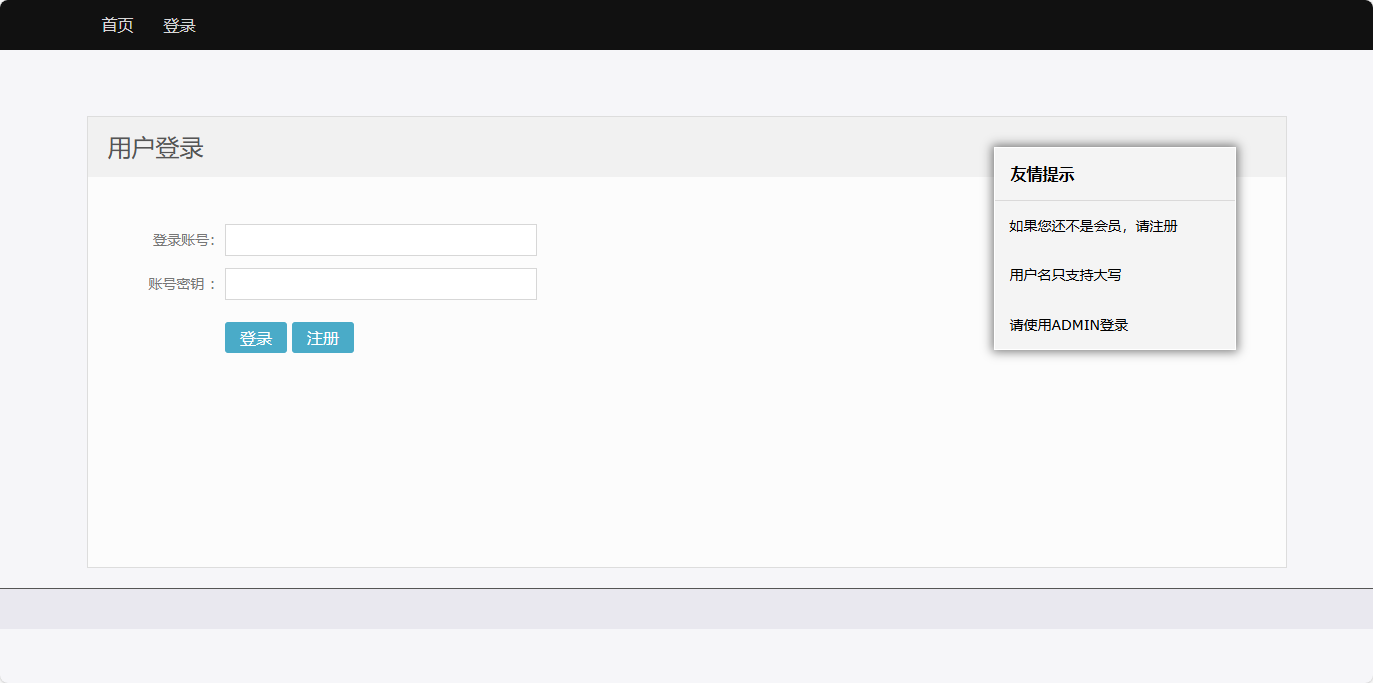 首页 登录
用户登录
友情提示
如果您还不是会员，请注册
用户名只支持大写
请使用ADMIN登录
登录账号：
账号密钥 ：
登录 注册